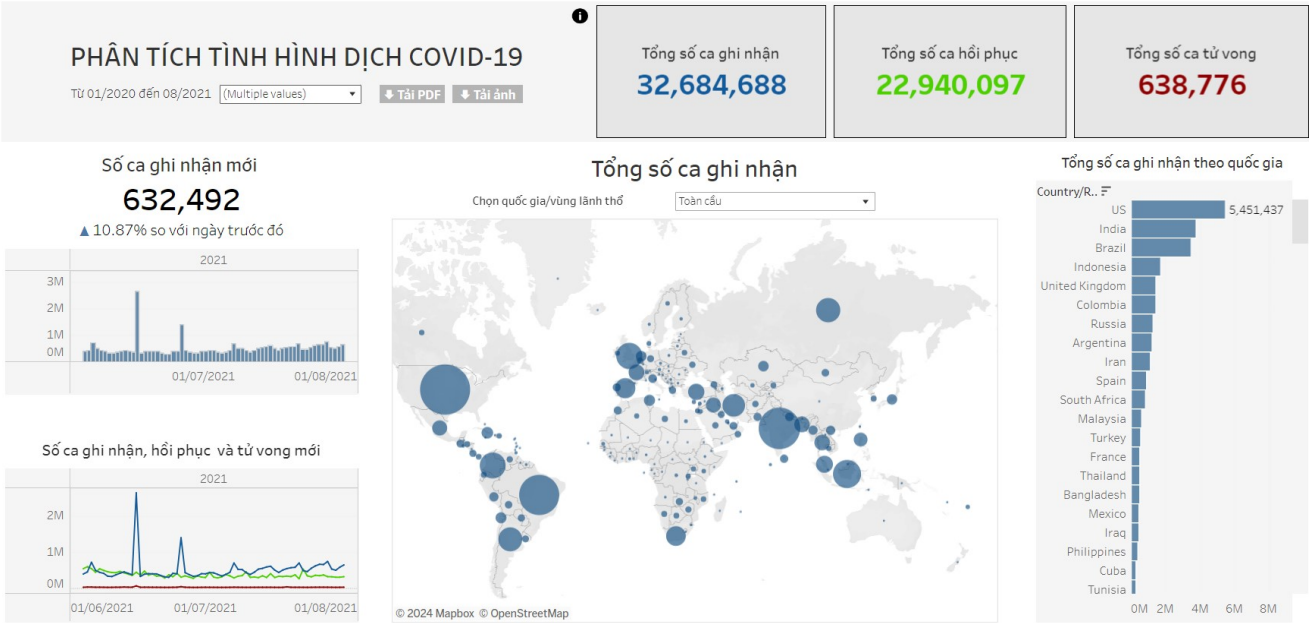 PHÂN TÍCH TÌNH HÌNH DỊCH COVID-19
Từ 01/2020 đến 08/2021 (Multiple values)
Tải PDF
Tải ảnh
i
Tổng số ca ghi nhận
32,684,688
Tổng số ca hồi phục
22,940,097
Tổng số ca tử vong
638,776
Số ca ghi nhận mới
632,492
▲ 10.87% so với ngày trước đó
2021
3M
2M
1M
0M
01/07/2021
01/08/2021
Số ca ghi nhận, hồi phục và tử vong mới
2021
2M
1M
0M
01/06/2021
01/07/2021
01/08/2021
Tổng số ca ghi nhận
Chọn quốc gia/vùng lãnh thổ
Toàn cầu
© 2024 Mapbox © OpenStreetMap
Tổng số ca ghi nhận theo quốc gia
Country/R..
US 5,451,437
India
Brazil
Indonesia
United Kingdom
Colombia
Russia
Argentina
Iran
Spain
South Africa
Malaysia
Turkey
France
Thailand
Bangladesh
Mexico
Iraq
Philippines
Cuba
Tunisia
0M 2M 4M 6M 8M